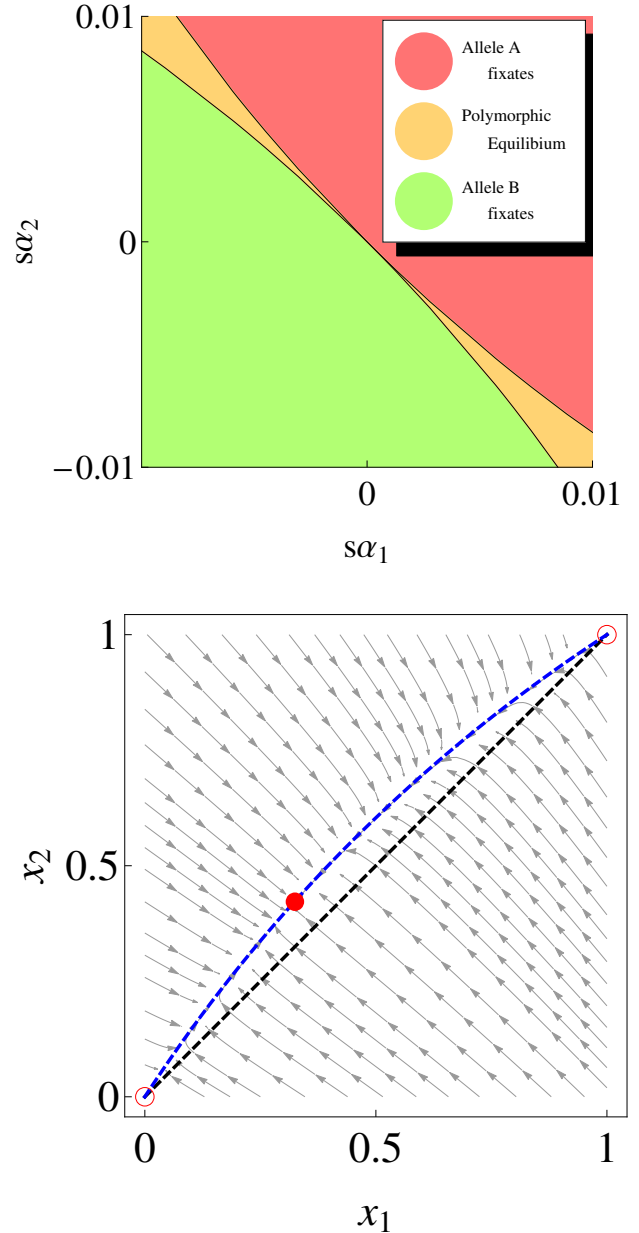 0.01
Allele A
fixates
Polymorphic
Equilibium
Allele B
fixates
sα₂
0
−0.01
0
0.01
sα₁
1
x₂
0.5
0
0
0.5
1
x₁